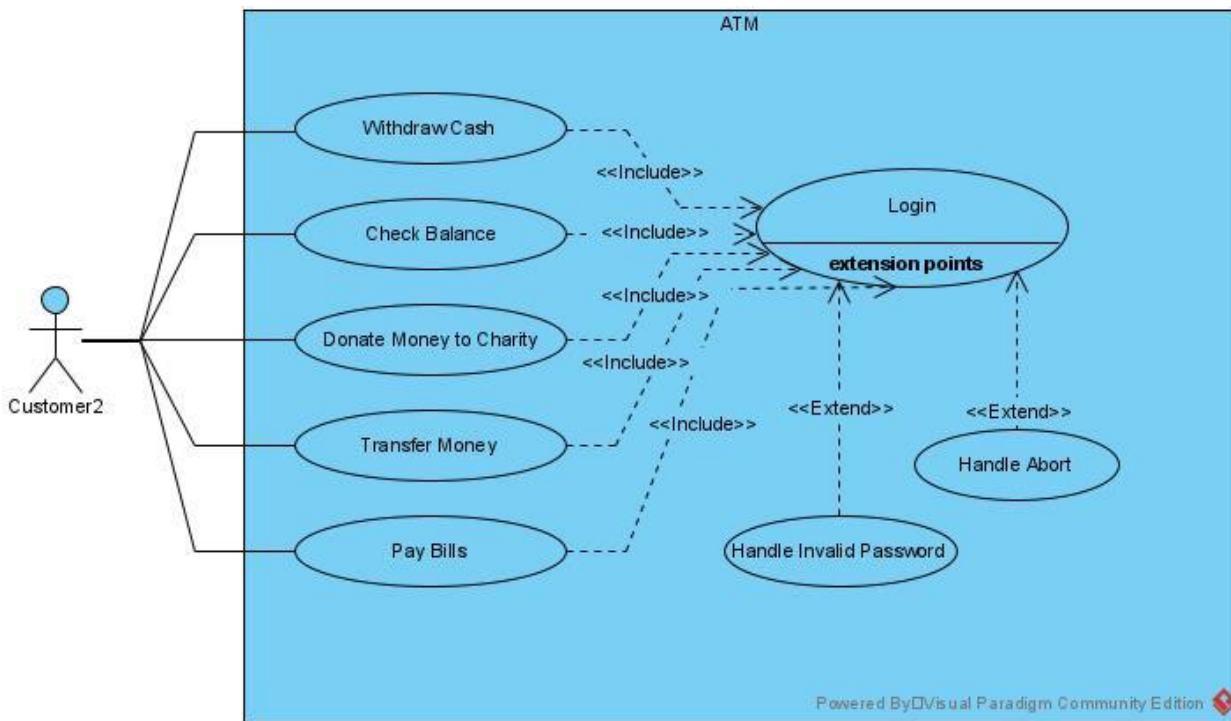 ATM
Withdraw Cash
<<Include>>
Login
Check Balance
<<Include>>
extension points
<<Include>>
Donate Money to Charity
<<Include>>
Customer2
<<Extend>>
<<Extend>>
<<Include>>
Transfer Money
Handle Abort
Pay Bills
Handle Invalid Password
Powered By□Visual Paradigm Community Edition